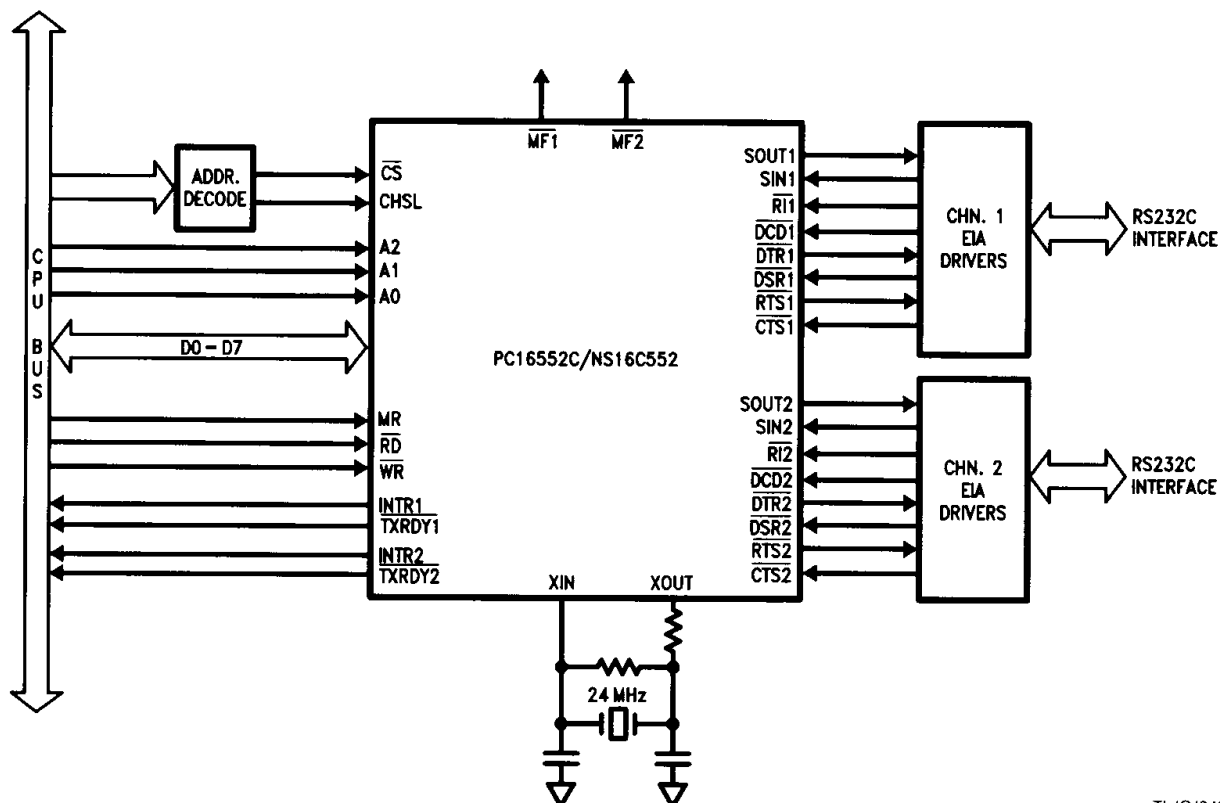 MF1
MF2
ADDR.
DECODE
CS
CHSL
A2
A1
A0
CPU BUS
D0-D7
PC16552C/NS16C552
MR
RD
WR
INTR1
TXRDY1
INTR2
TXRDY2
XIN
XOUT
24 MHz
SOUT1
SIN1
RI1
DCD1
DTR1
DSR1
RTS1
CTS1
CHN. 1
EIA
DRIVERS
RS232C
INTERFACE
SOUT2
SIN2
RI2
DCD2
DTR2
DSR2
RTS2
CTS2
CHN. 2
EIA
DRIVERS
RS232C
INTERFACE